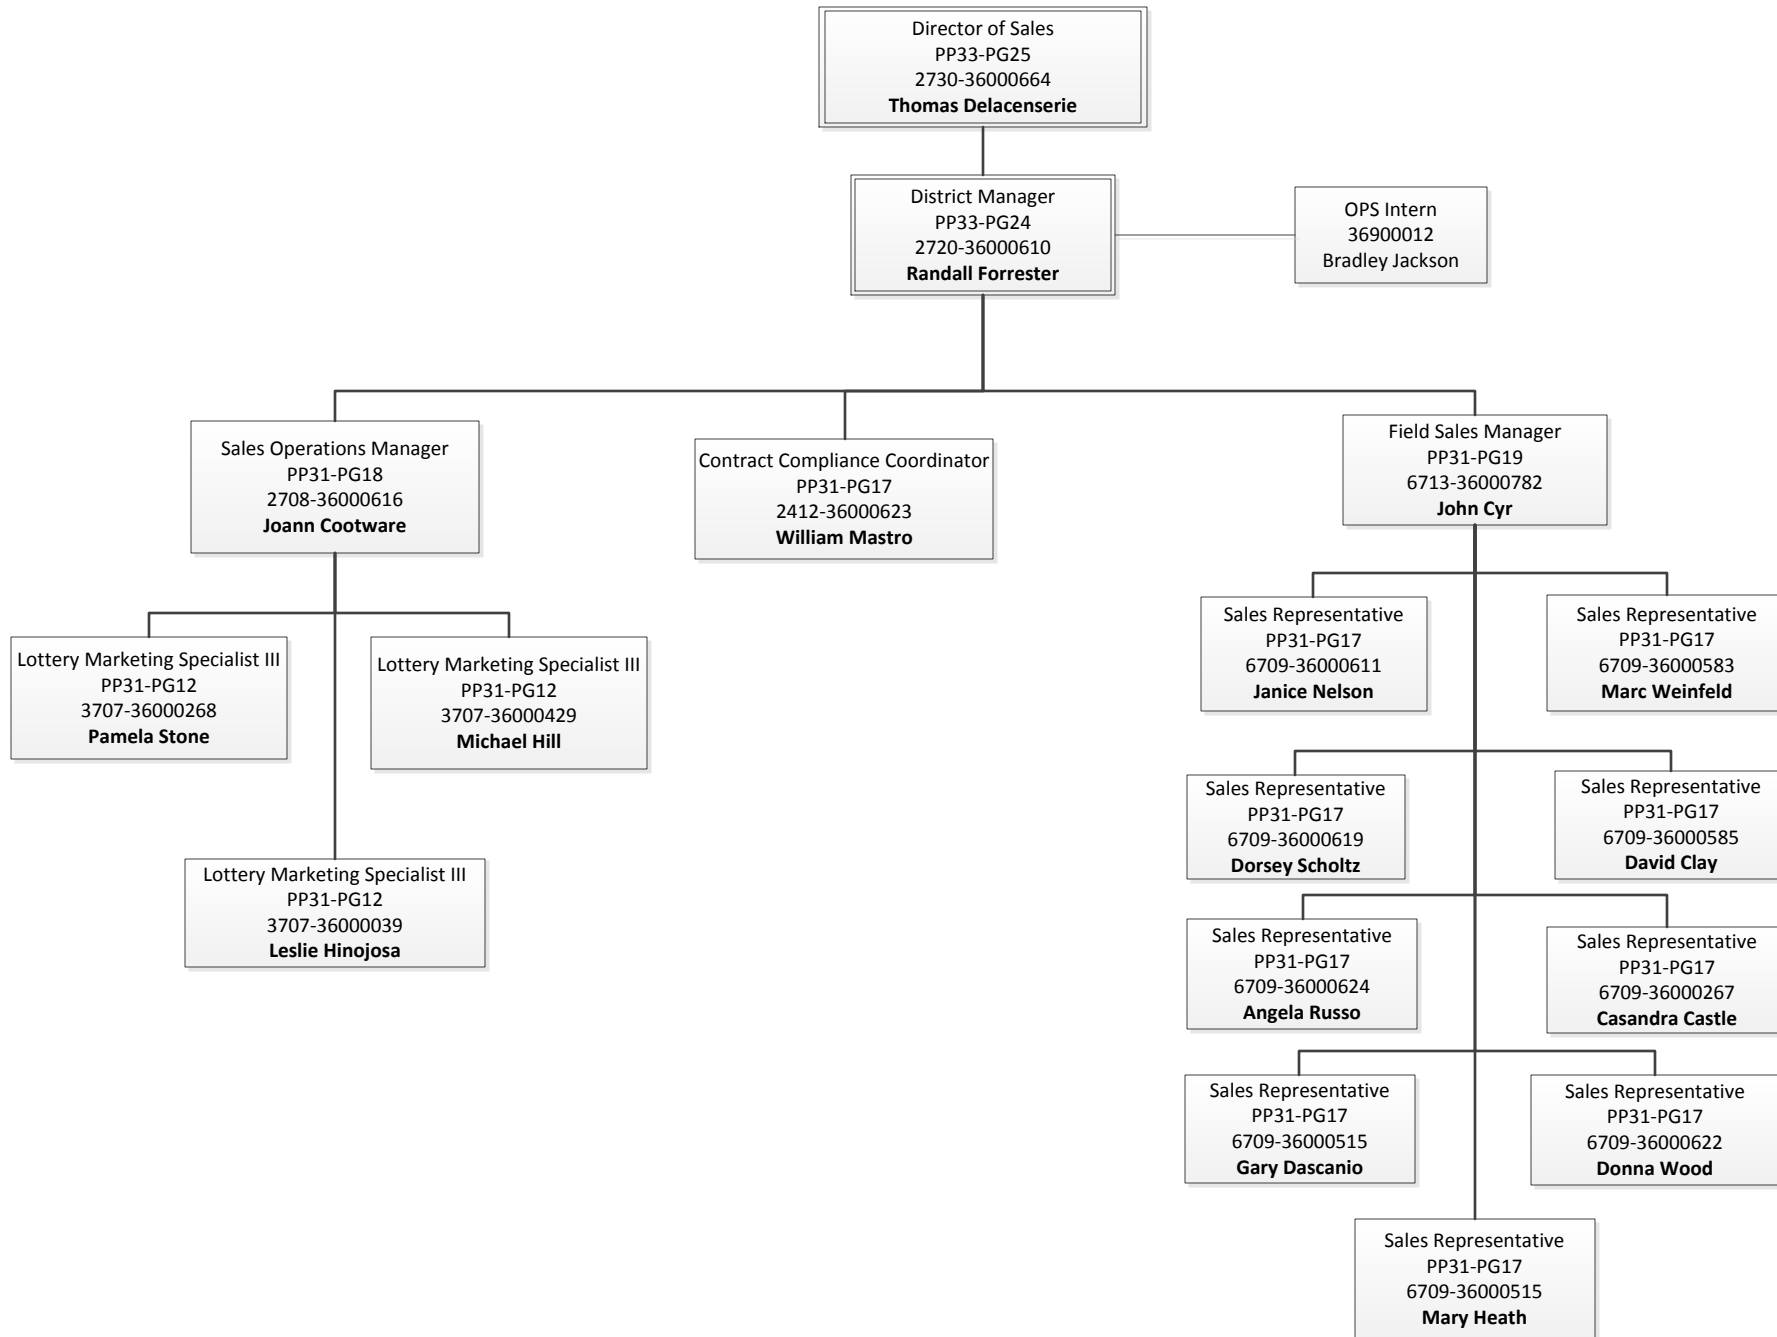 Director of Sales
PP33-PG25
2730-36000664
Thomas Delacenserie
District Manager
PP33-PG24
2720-36000610
Randall Forrester
OPS Intern
36900012
Bradley Jackson
Sales Operations Manager
PP31-PG18
2708-36000616
Joann Cootware
Contract Compliance Coordinator
PP31-PG17
2412-36000623
William Mastro
Field Sales Manager
PP31-PG19
6713-36000782
John Cyr
Lottery Marketing Specialist III
PP31-PG12
3707-36000268
Pamela Stone
Lottery Marketing Specialist III
PP31-PG12
3707-36000429
Michael Hill
Lottery Marketing Specialist III
PP31-PG12
3707-36000039
Leslie Hinojosa
Sales Representative
PP31-PG17
6709-36000611
Janice Nelson
Sales Representative
PP31-PG17
6709-36000583
Marc Weinfeld
Sales Representative
PP31-PG17
6709-36000619
Dorsey Scholtz
Sales Representative
PP31-PG17
6709-36000585
David Clay
Sales Representative
PP31-PG17
6709-36000624
Angela Russo
Sales Representative
PP31-PG17
6709-36000267
Casandra Castle
Sales Representative
PP31-PG17
6709-36000515
Gary Dascanio
Sales Representative
PP31-PG17
6709-36000622
Donna Wood
Sales Representative
PP31-PG17
6709-36000515
Mary Heath